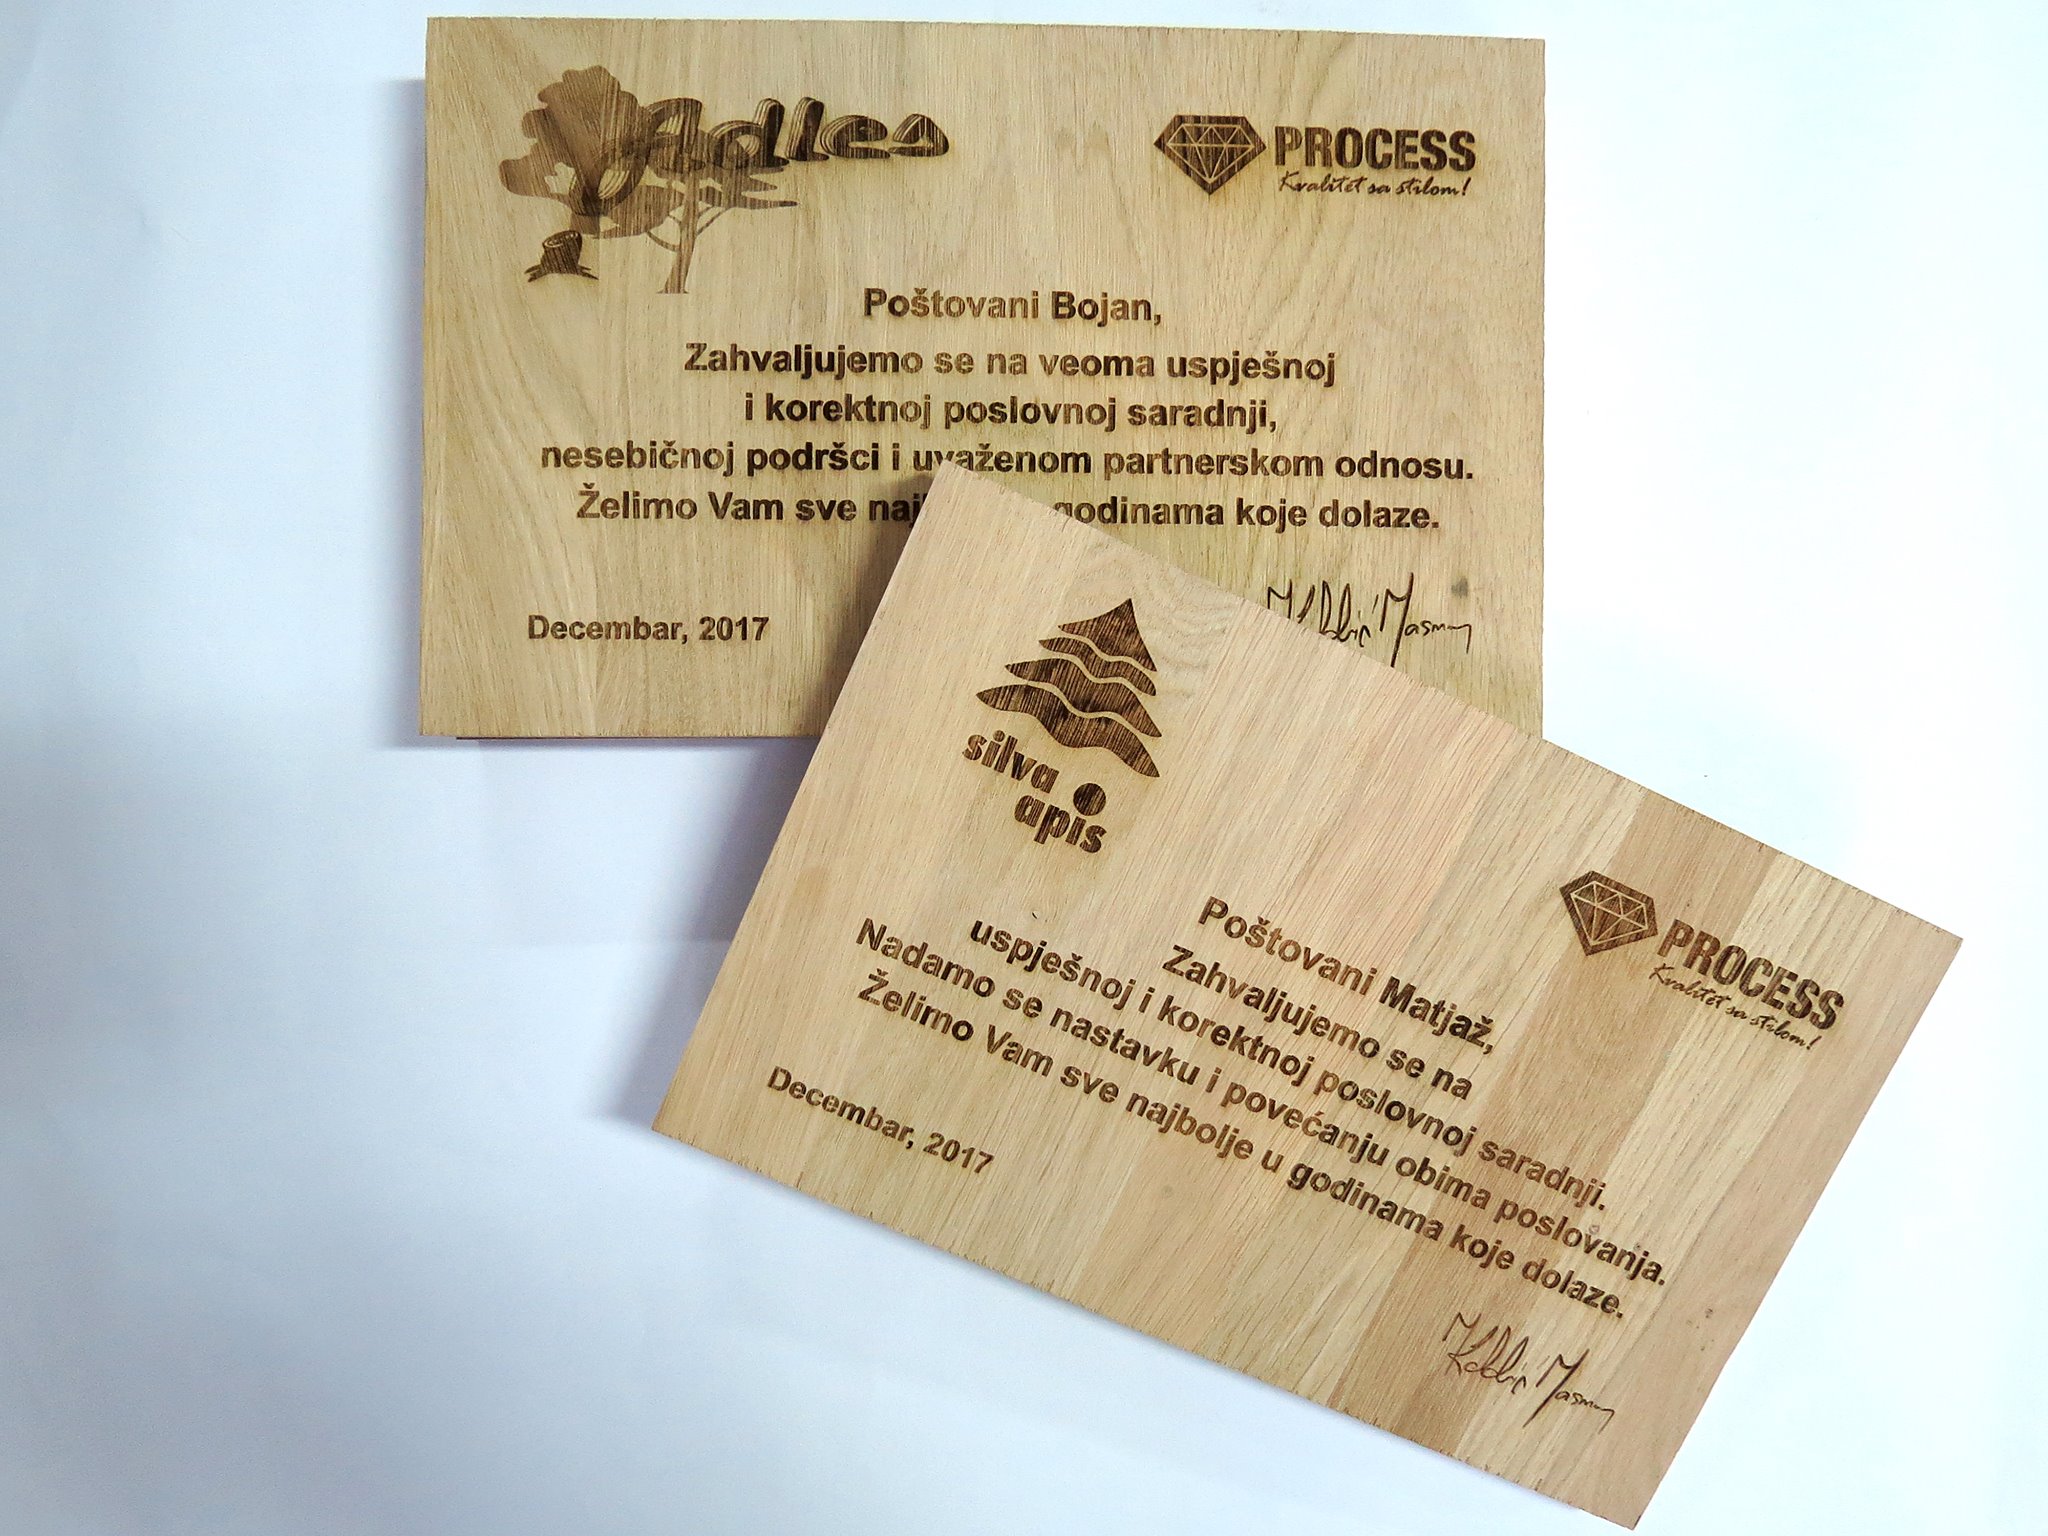 Adles
PROCESS
Kvalitet sa stilom!
Poštovani Bojan,
Zahvaljujemo se na veoma uspješnoj
i korektnoj poslovnoj saradnji,
nesebičnoj podršci i uvaženom partnerskom odnosu.
Želimo Vam sve godinama koje dolaze.
Decembar, 2017
silva
apis
PROCESS
Kvalitet sa stilom!
Poštovani Matjaž,
Zahvaljujemo se na
uspješnoj i korektnoj poslovnoj saradnji.
Nadamo se nastavku i povećanju obima poslovanja.
Želimo Vam sve najbolje u godinama koje dolaze.
Decembar, 2017